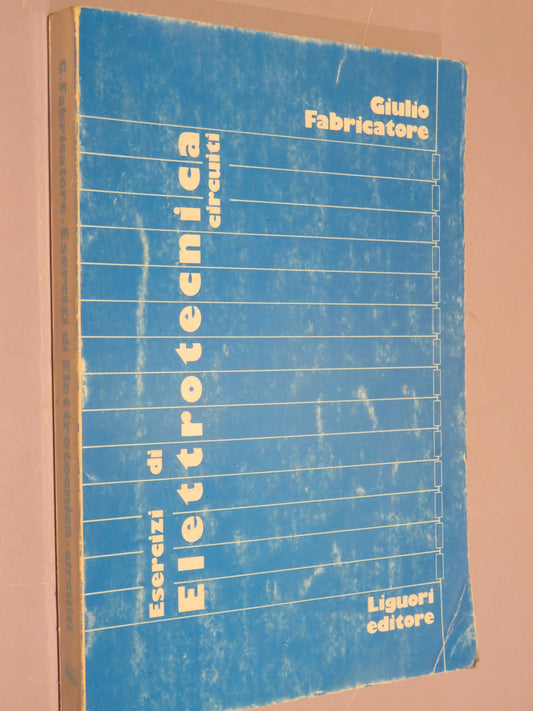 Giulio
Fabricatore
Esercizi di
Elettrotecnica
circuiti
Liguori
editore
G. Fabricatore - Esercizi di Elettrotecnica circuiti